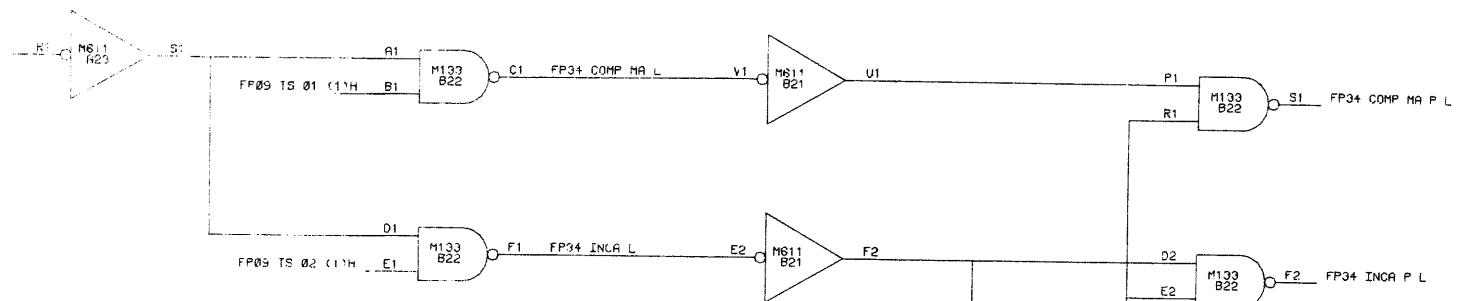 R1 M611 A23 S1
A1 M133 B22 C1 FP34 COMP MA L V1 M611 B21 U1
FP09 TS 01 (1)H B1
P1 M133 B22 S1 FP34 COMP MA P L
R1
D1 M133 B22 F1 FP34 INCA L E2 M611 B21 F2
FP09 TS 02 (1)H E1
D2 M133 B22 F2 FP34 INCA P L
E2